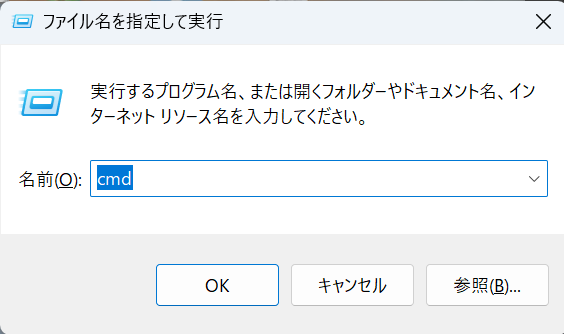 ファイル名を指定して実行
実行するプログラム名、または開くフォルダーやドキュメント名、イン
ターネット リソース名を入力してください。
名前(O):
cmd
OK
キャンセル
参照(B)...